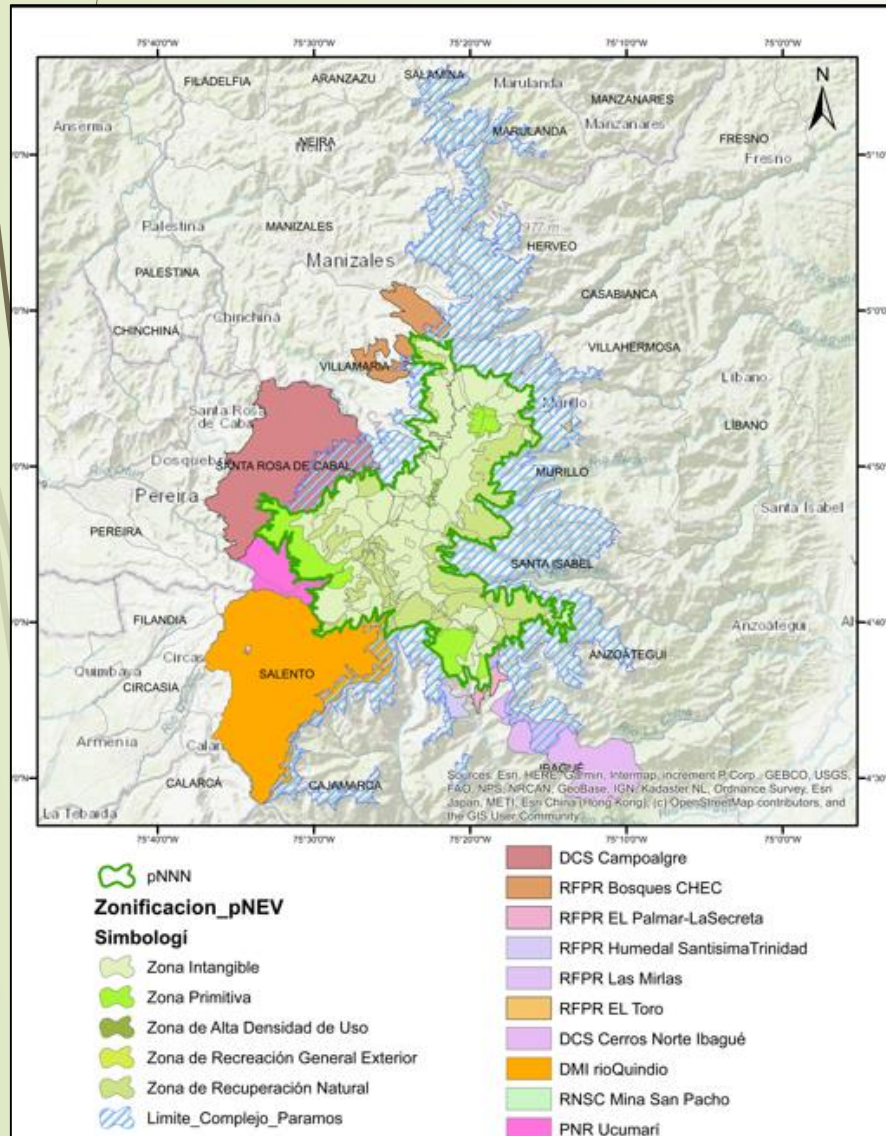 75°40'0"W 75°30'0"W 75°20'0"W 75°10'0"W 75°0'0"W
FILADELFIA ARANZAZU SALAMINA Marulanda
MANZANARES
Anserma MARULANDA Manzanares
NEIRA FRESNO
Neira Fresno
N
5°10'
Palestina MANIZALES 977 m
HERVEO
Manizales
PALESTINA
CASABIANCA
5°0'0
Chinchiná
CHINCHINÁ
VILLAMARIA VILLAHERMOSA
Líbano
Santa Rosa Murillo
de Cabal
LÍBANO
Dosquebr
SANTA ROSA DE CABAL MURILLO
4°50'
Pereira Santa Isabel
PEREIRA
SANTA ISABEL
FILANDIA
4°40'
Circas ANZOÁTEGUI Anzoátegui
Quimbaya SALENTO
CIRCASIA
Armenia Calar
CALARCÁ CAJAMARCA IBAGUÉ
4°30'
La Tebaida
Sources: Esri, HERE, Garmin, Intermap, increment P Corp., GEBCO, USGS,
FAO, NPS, NRCAN, GeoBase, IGN, Kadaster NL, Ordnance Survey, Esri
Japan, METI, Esri China (Hong Kong), (c) OpenStreetMap contributors, and
the GIS User Community
75°40'0"W 75°30'0"W 75°20'0"W 75°10'0"W 75°0'0"W
pNNN
Zonificacion_pNEV
Simbologí
Zona Intangible
Zona Primitiva
Zona de Alta Densidad de Uso
Zona de Recreación General Exterior
Zona de Recuperación Natural
Limite_Complejo_Paramos
DCS Campoalgre
RFPR Bosques CHEC
RFPR EL Palmar-LaSecreta
RFPR Humedal SantisimaTrinidad
RFPR Las Mirlas
RFPR EL Toro
DCS Cerros Norte Ibagué
DMI rioQuindio
RNSC Mina San Pacho
PNR Ucumarí